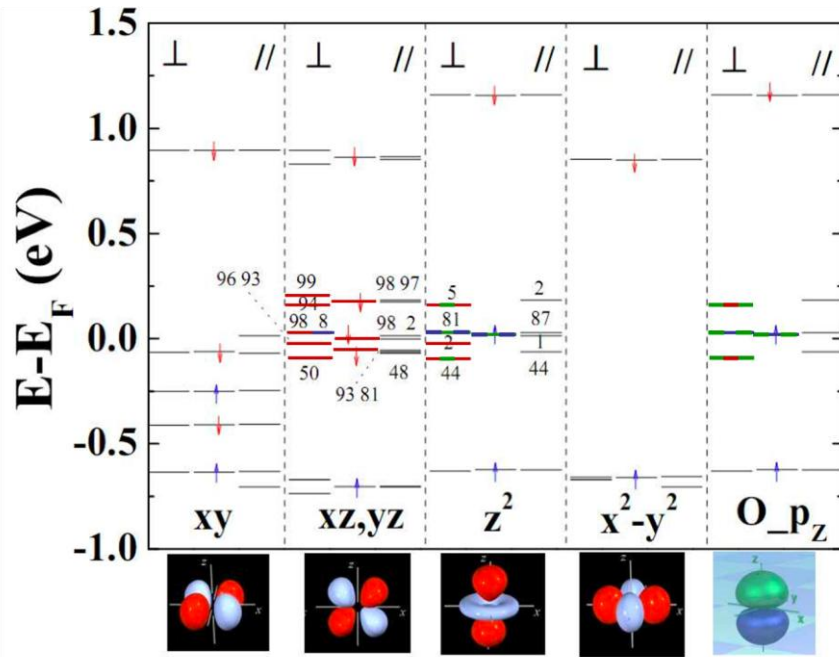 1.5
1.0
0.5
0.0
-0.5
-1.0
E-E_F (eV)
⊥ // ⊥ // ⊥ // ⊥ // ⊥ //
96 93 99 98 97 5 2
94
98 8 98 2 81 87
2 1
50 48 44 44
93 81
xy xz,yz z² x²-y² O_p_z
z x z x z x z x z y x